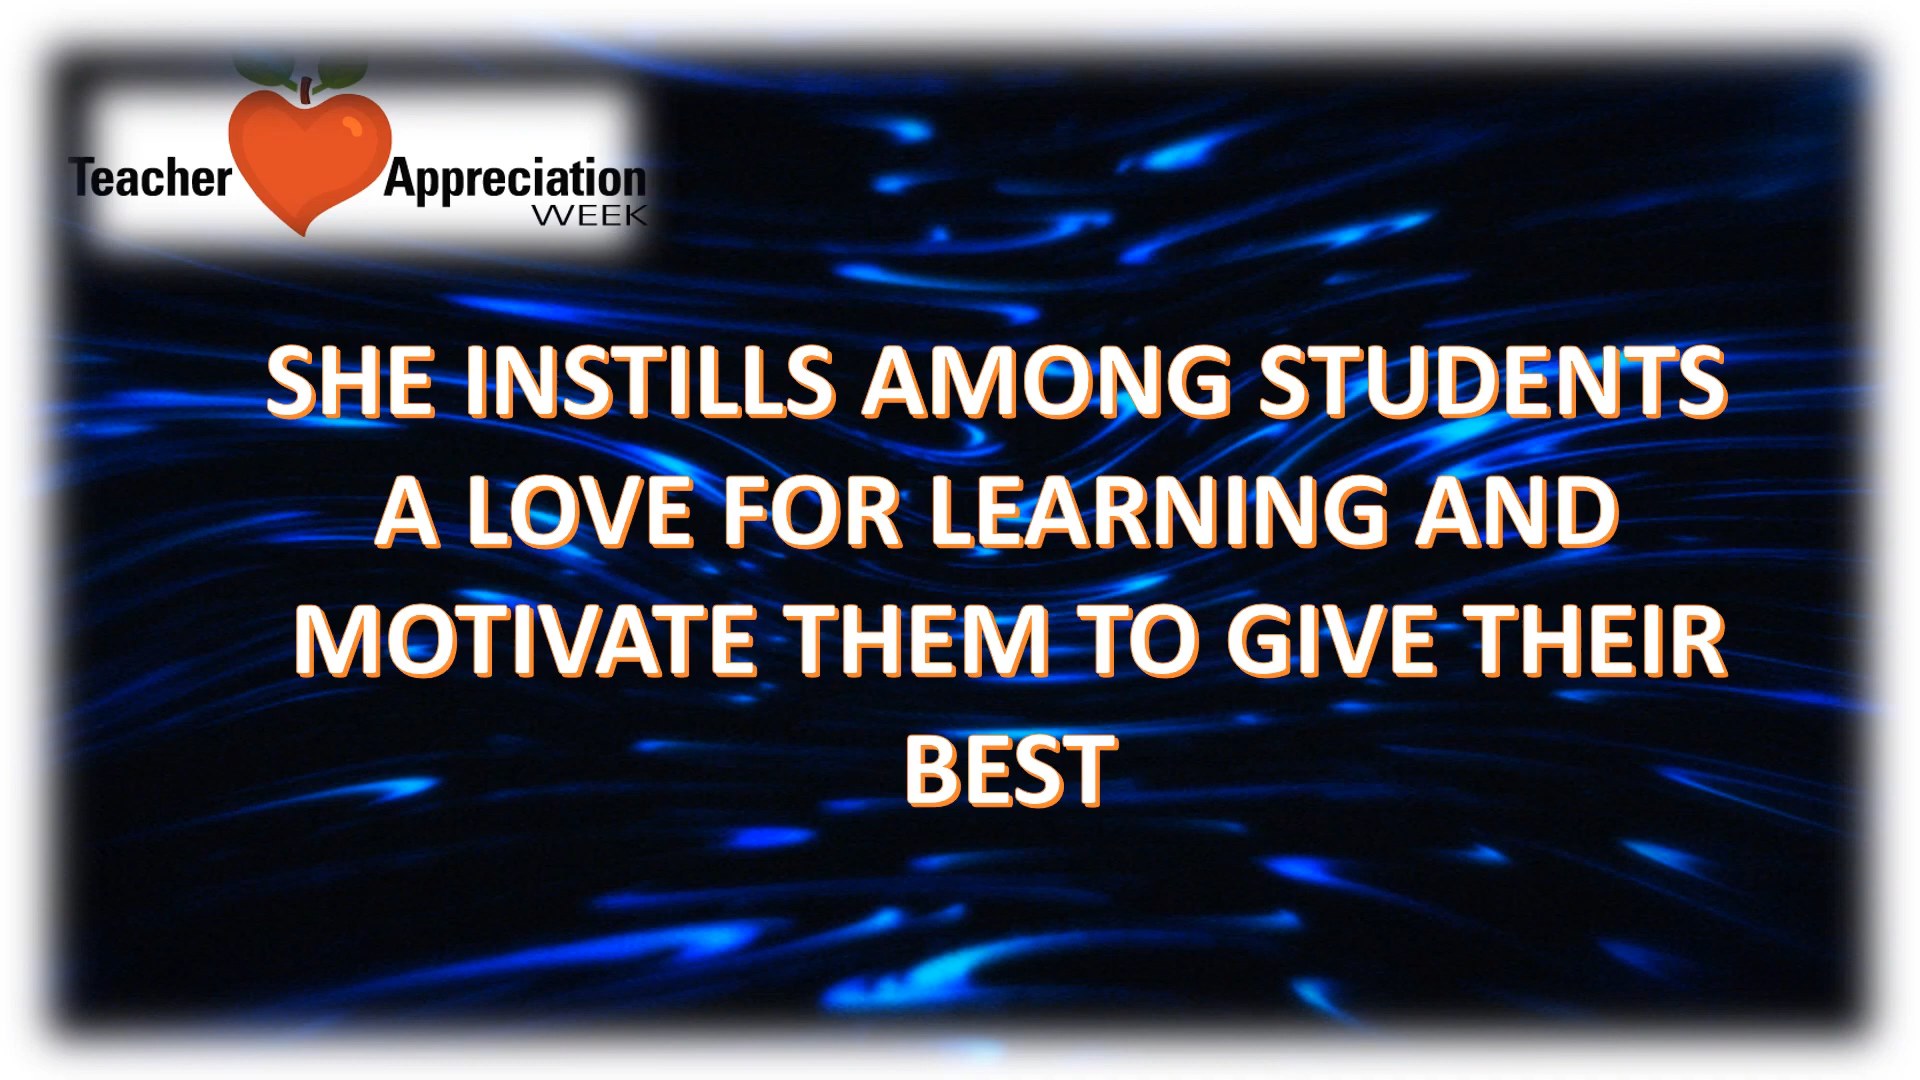 Teacher Appreciation
WEEK
SHE INSTILLS AMONG STUDENTS
A LOVE FOR LEARNING AND
MOTIVATE THEM TO GIVE THEIR
BEST